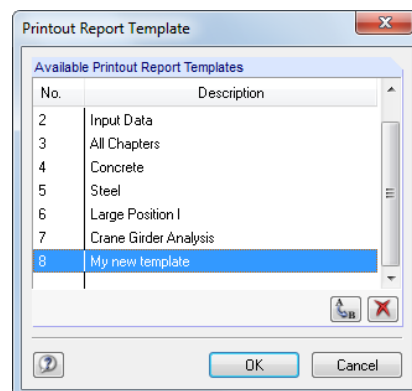 Printout Report Template
Available Printout Report Templates
No. Description
2 Input Data
3 All Chapters
4 Concrete
5 Steel
6 Large Position I
7 Crane Girder Analysis
8 My new template
A B
OK Cancel